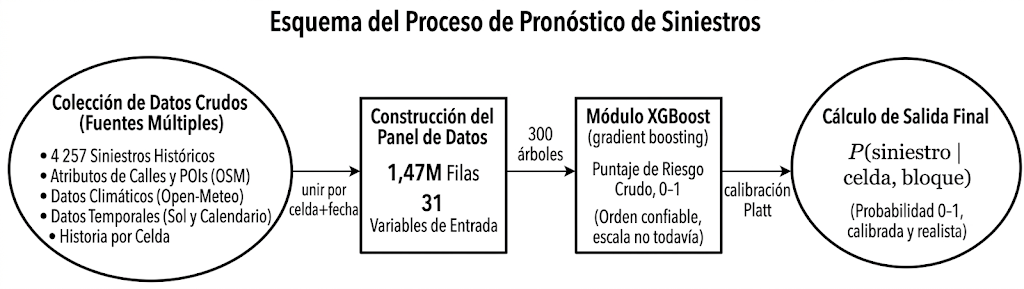 Esquema del Proceso de Pronóstico de Siniestros
Colección de Datos Crudos
(Fuentes Múltiples)
• 4 257 Siniestros Históricos
• Atributos de Calles y POIs (OSM)
• Datos Climáticos (Open-Meteo)
• Datos Temporales (Sol y Calendario)
• Historia por Celda
unir por
celda+fecha
Construcción del
Panel de Datos
1,47M Filas
31
Variables de Entrada
300
árboles
Módulo XGBoost
(gradient boosting)
Puntaje de Riesgo
Crudo, 0-1
(Orden confiable,
escala no todavía)
calibración
Platt
Cálculo de Salida Final
P(siniestro |
celda, bloque)
(Probabilidad 0-1,
calibrada y realista)